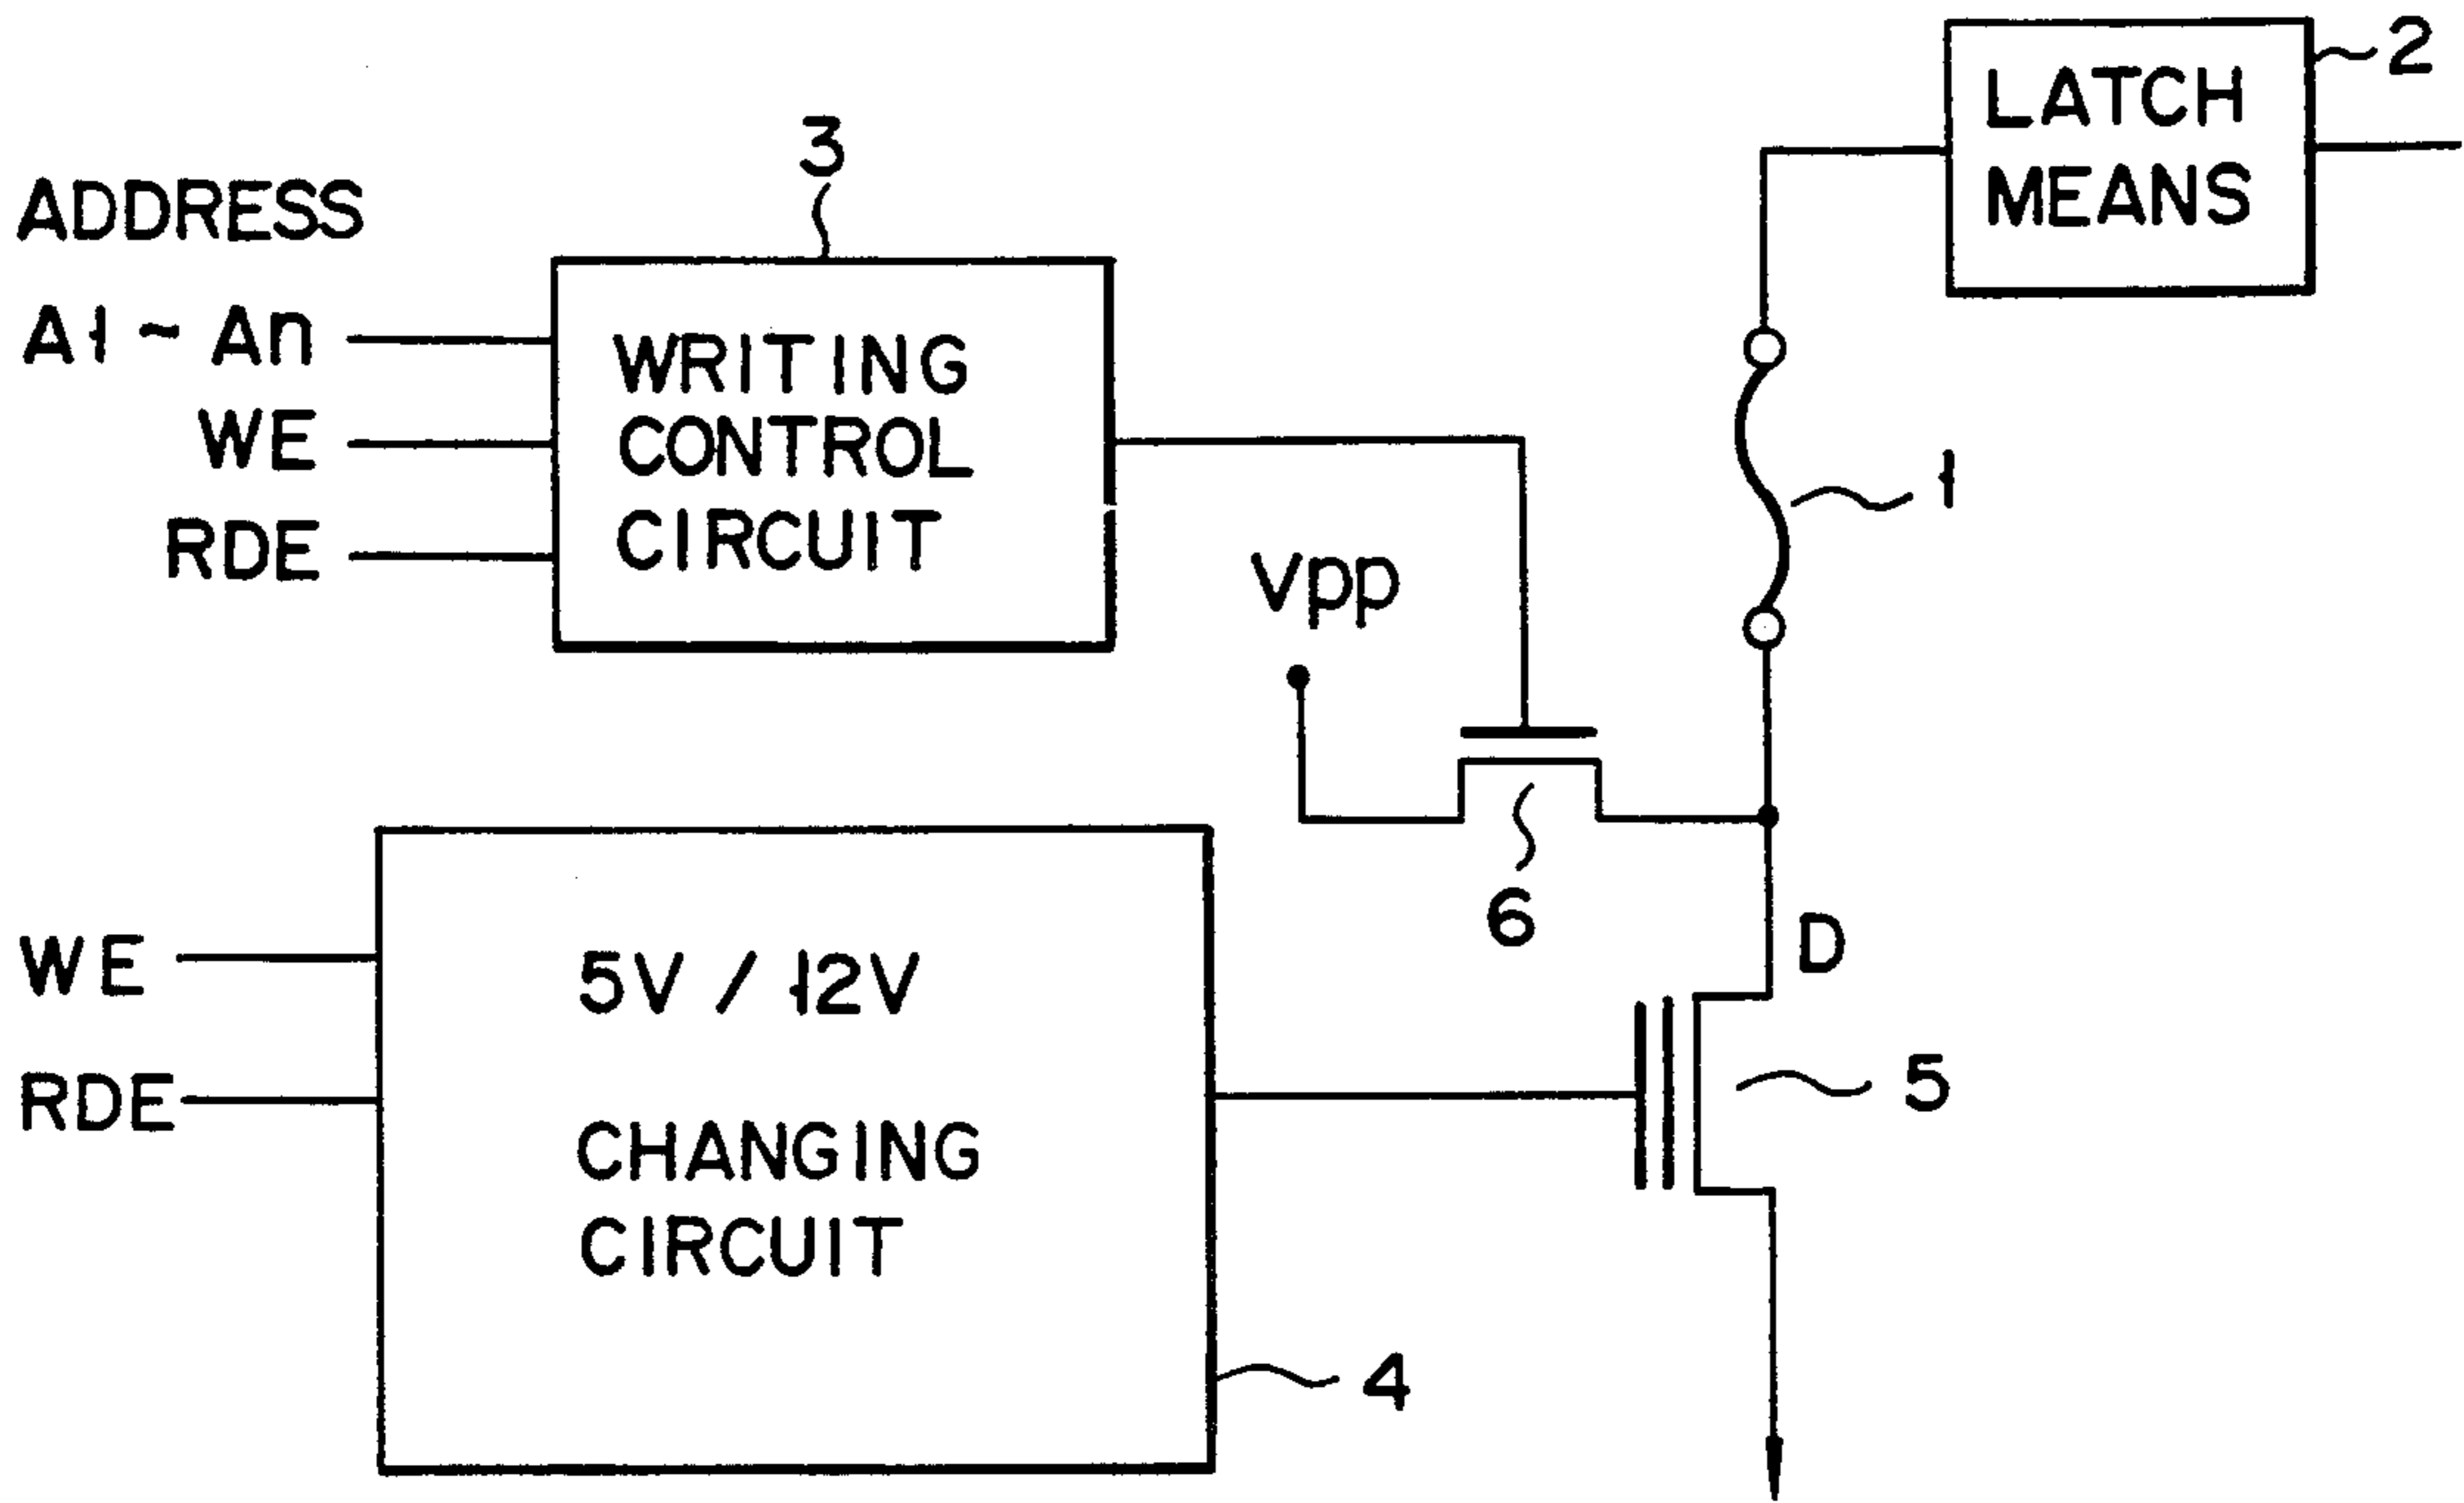 2
LATCH
MEANS
3
ADDRESS
A1 ~ An
WE
RDE
WRITING
CONTROL
CIRCUIT
1
Vpp
6
D
WE
RDE
5V / 12V
CHANGING
CIRCUIT
5
4